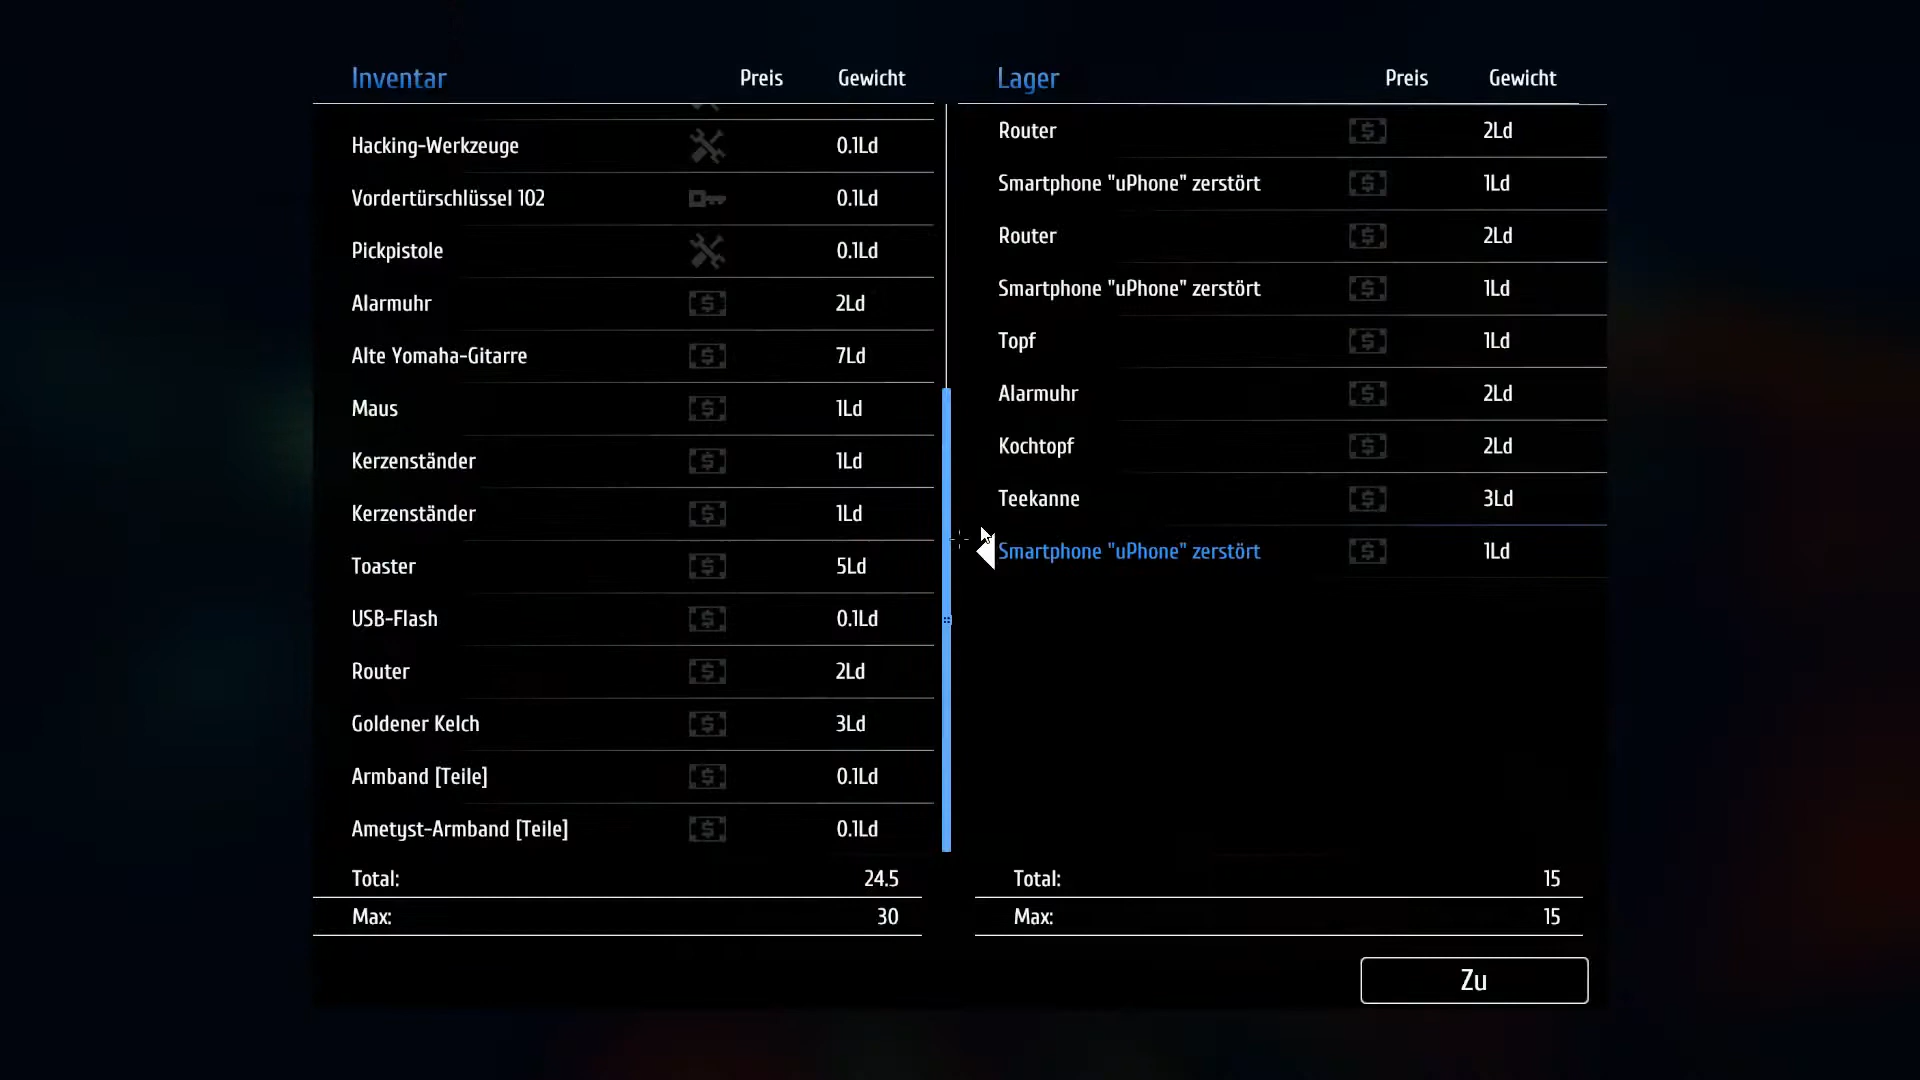 Inventar Preis Gewicht
Hacking-Werkzeuge 0.1Ld
Vordertürschlüssel 102 0.1Ld
Pickpistole 0.1Ld
Alarmuhr 2Ld
Alte Yomaha-Gitarre 7Ld
Maus 1Ld
Kerzenständer 1Ld
Kerzenständer 1Ld
Toaster 5Ld
USB-Flash 0.1Ld
Router 2Ld
Goldener Kelch 3Ld
Armband [Teile] 0.1Ld
Ametyst-Armband [Teile] 0.1Ld
Total: 24.5
Max: 30
Lager Preis Gewicht
Router 2Ld
Smartphone "uPhone" zerstört 1Ld
Router 2Ld
Smartphone "uPhone" zerstört 1Ld
Topf 1Ld
Alarmuhr 2Ld
Kochtopf 2Ld
Teekanne 3Ld
Smartphone "uPhone" zerstört 1Ld
Total: 15
Max: 15
Zu